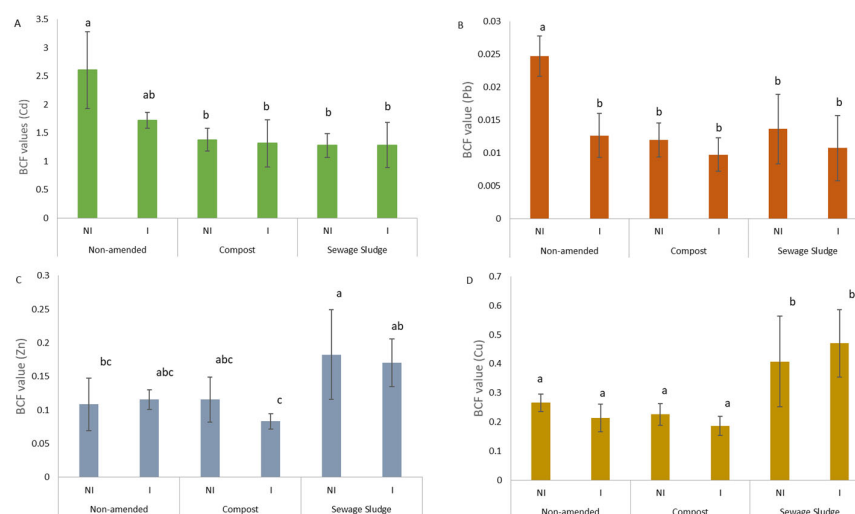 A
BCF values (Cd)
3.5
3
2.5
2
1.5
1
0.5
0
a
ab
b
b
b
b
NI
I
NI
I
NI
I
Non-amended
Compost
Sewage Sludge
B
BCF value (Pb)
0.03
0.025
0.02
0.015
0.01
0.005
0
a
b
b
b
b
b
NI
I
NI
I
NI
I
Non-amended
Compost
Sewage Sludge
C
BCF value (Zn)
0.3
0.25
0.2
0.15
0.1
0.05
0
bc
abc
abc
c
a
ab
NI
I
NI
I
NI
I
Non-amended
Compost
Sewage Sludge
D
BCF value (Cu)
0.7
0.6
0.5
0.4
0.3
0.2
0.1
0.0
a
a
a
a
b
b
NI
I
NI
I
NI
I
Non-amended
Compost
Sewage Sludge